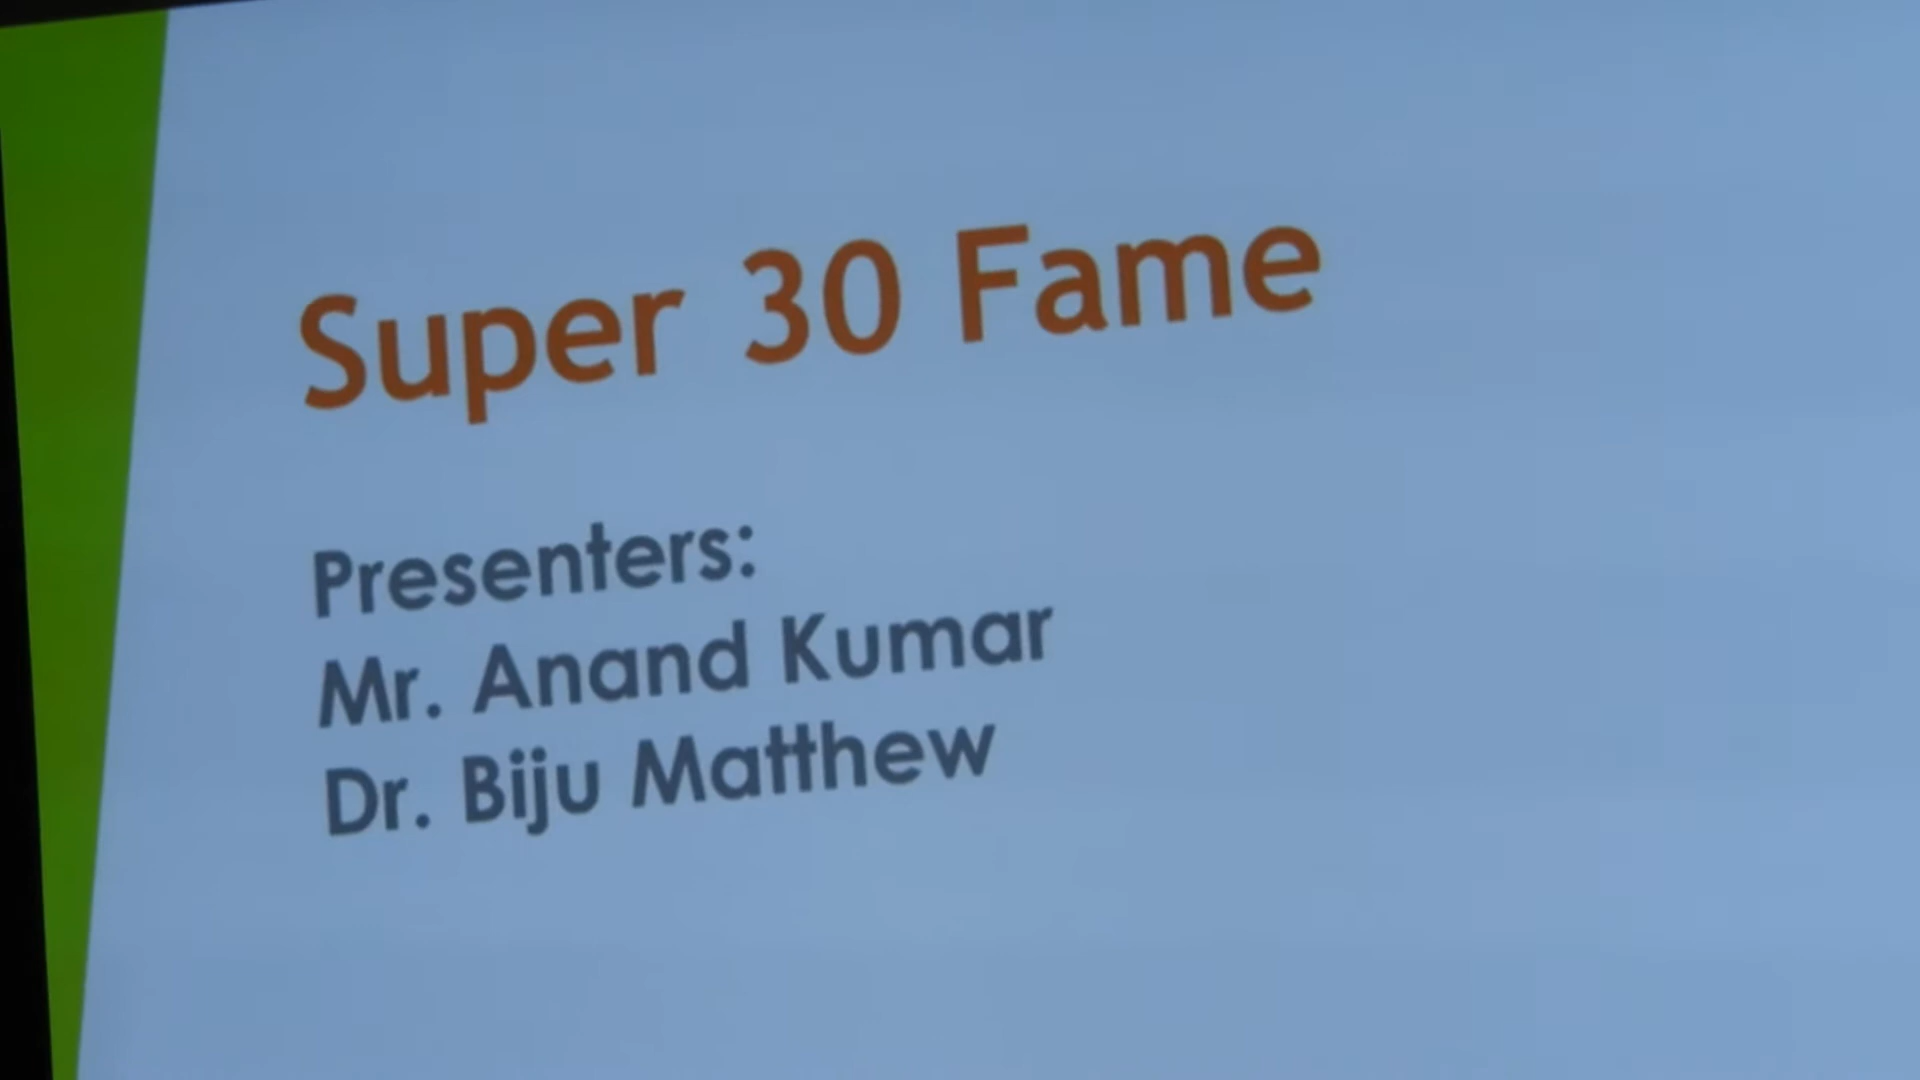 Super 30 Fame
Presenters:
Mr. Anand Kumar
Dr. Biju Matthew